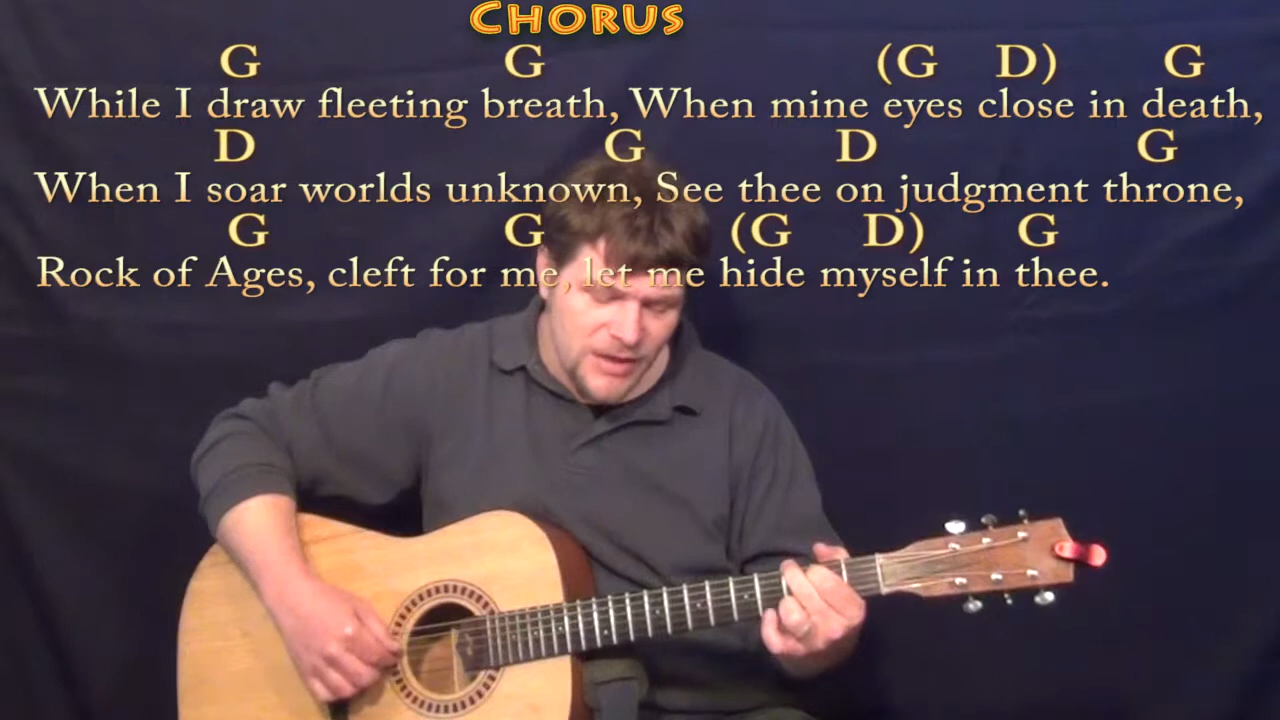 CHORUS
G G (G D) G
While I draw fleeting breath, When mine eyes close in death,
D G D G
When I soar worlds unknown, See thee on judgment throne,
G G (G D) G
Rock of Ages, cleft for me, let me hide myself in thee.